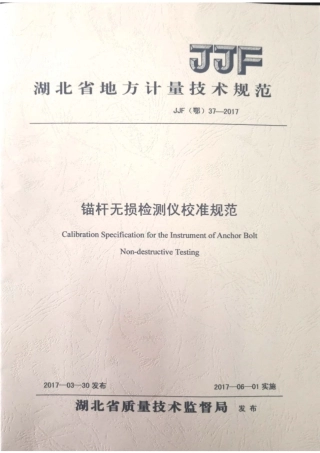 JJF
湖北省地方计量技术规范
JJF（鄂）37—2017
锚杆无损检测仪校准规范
Calibration Specification for the Instrument of Anchor Bolt
Non-destructive Testing
2017—03—30 发布 2017—06—01 实施
湖北省质量技术监督局 发布